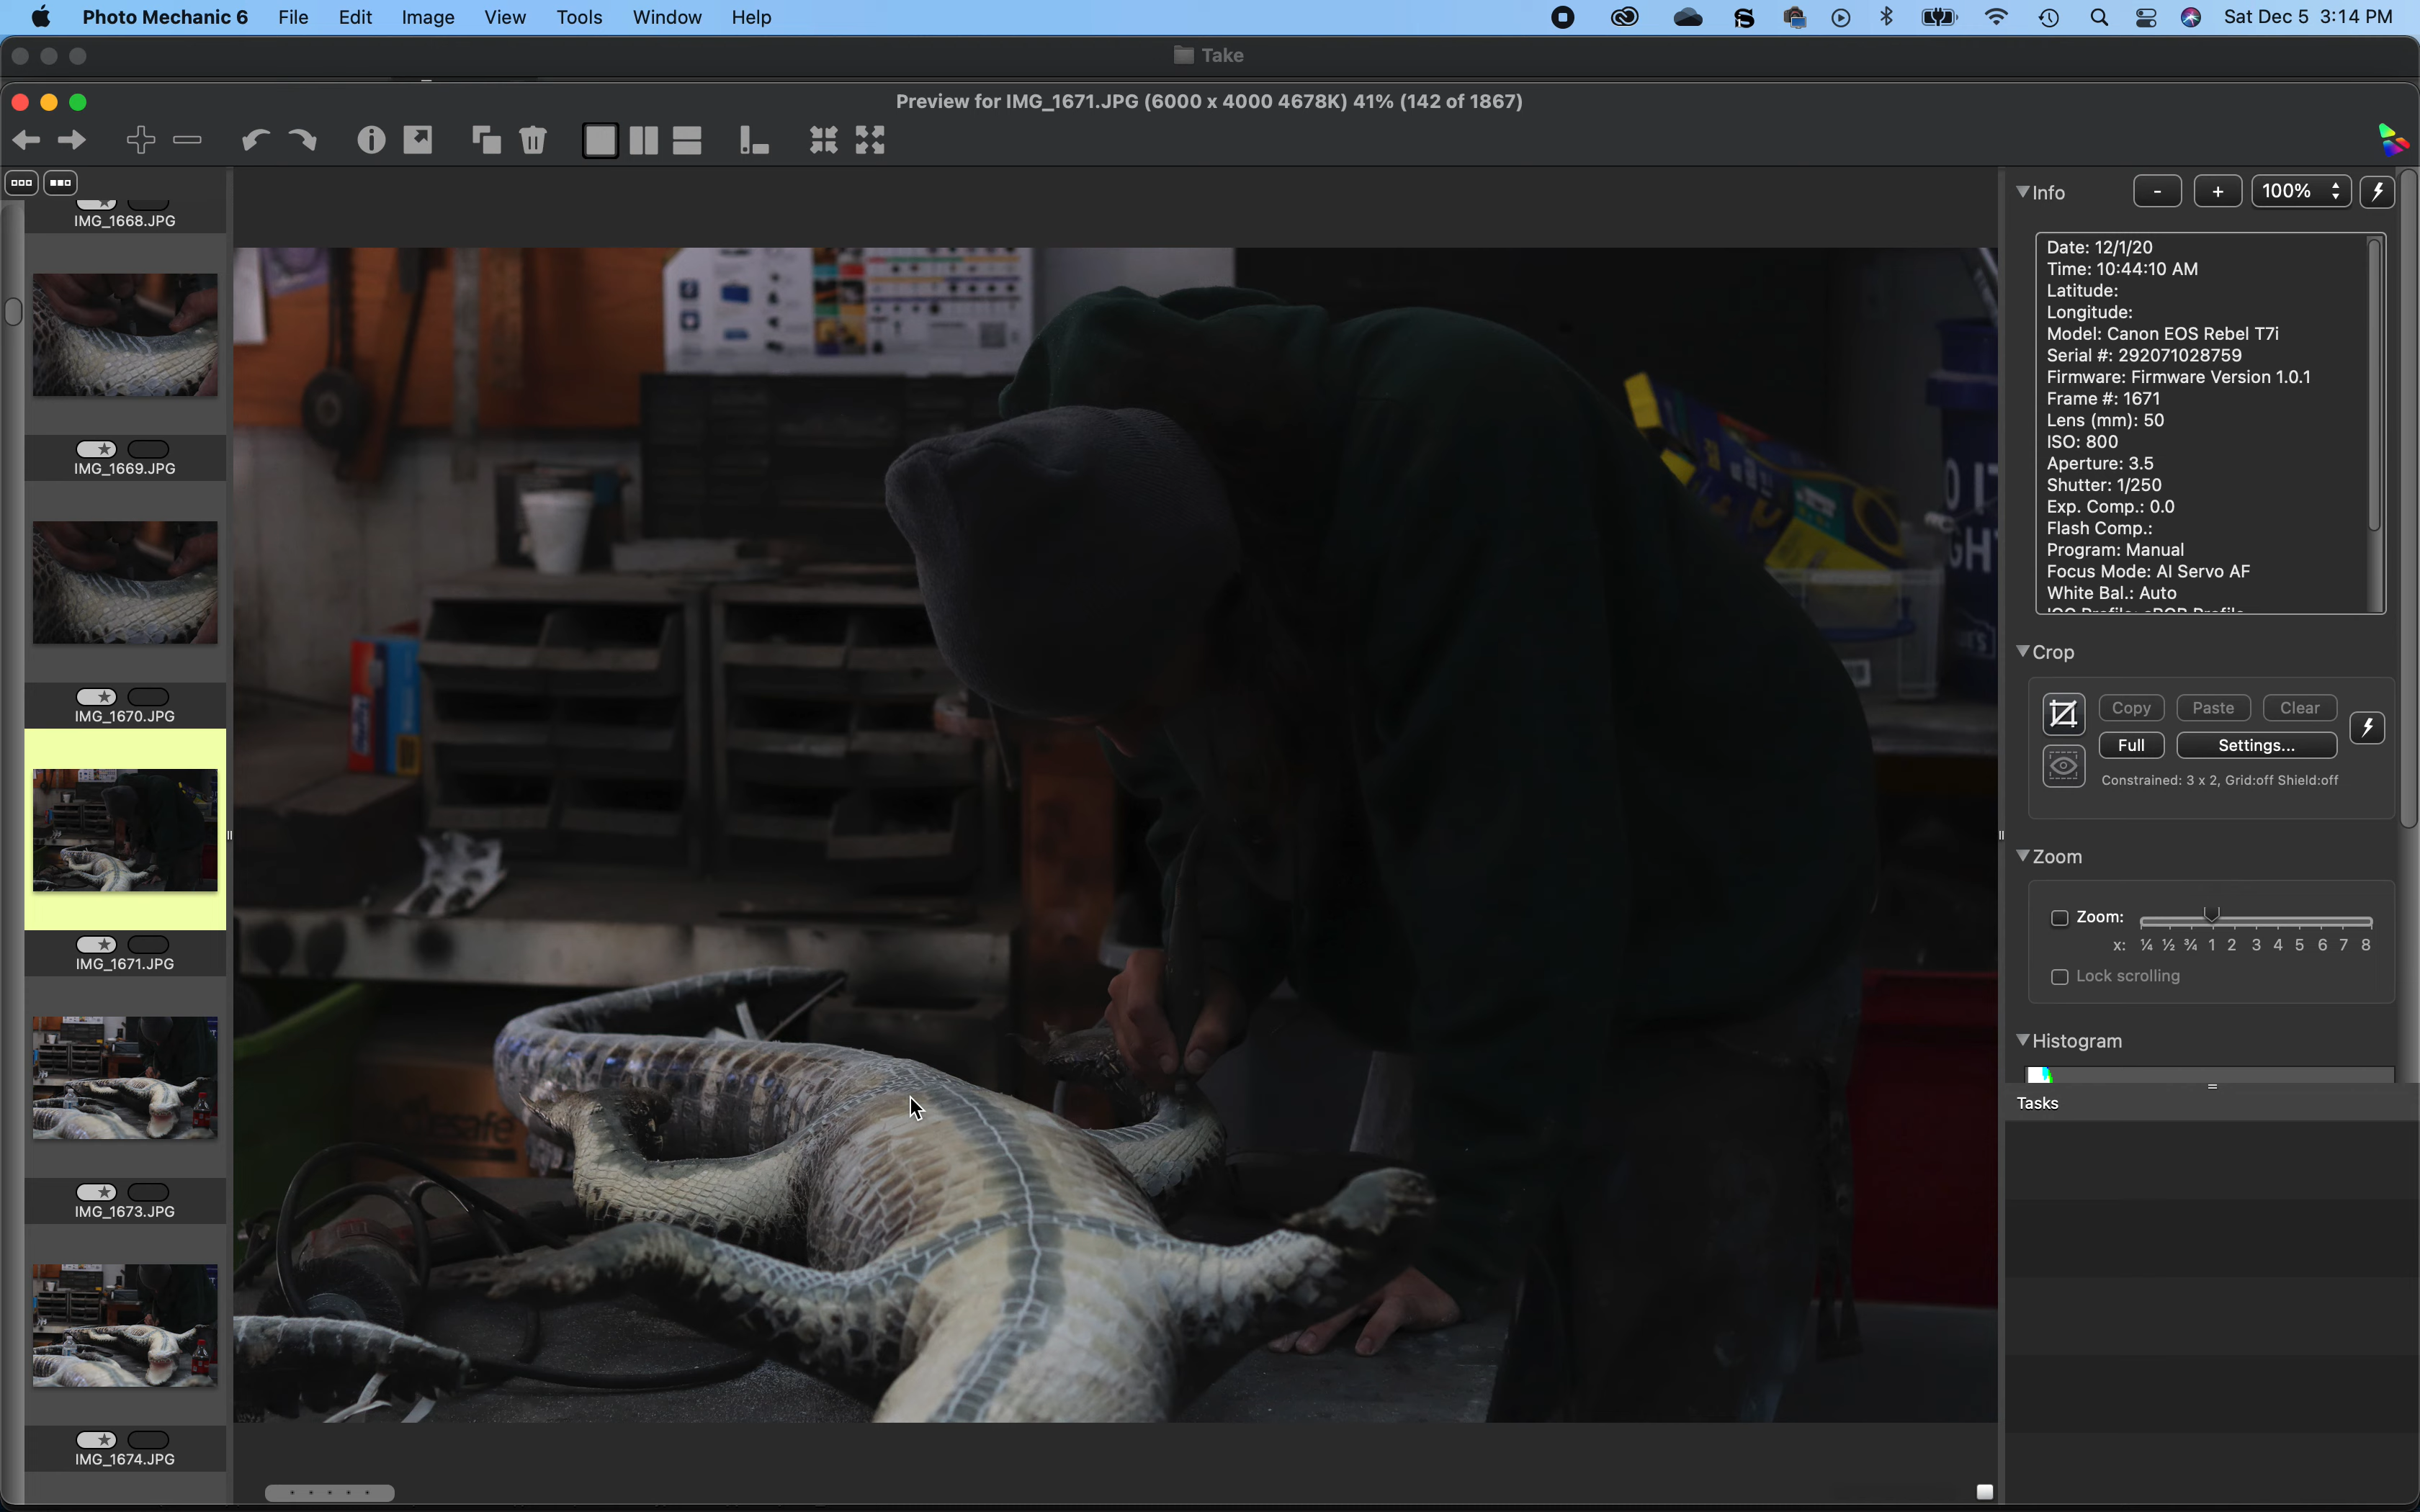 Photo Mechanic 6 File Edit Image View Tools Window Help Sat Dec 5 3:14 PM
Take
Preview for IMG_1671.JPG (6000 x 4000 4678K) 41% (142 of 1867)
IMG_1668.JPG
IMG_1669.JPG
IMG_1670.JPG
IMG_1671.JPG
IMG_1673.JPG
IMG_1674.JPG
Info - + 100%
Date: 12/1/20
Time: 10:44:10 AM
Latitude:
Longitude:
Model: Canon EOS Rebel T7i
Serial #: 292071028759
Firmware: Firmware Version 1.0.1
Frame #: 1671
Lens (mm): 50
ISO: 800
Aperture: 3.5
Shutter: 1/250
Exp. Comp.: 0.0
Flash Comp.:
Program: Manual
Focus Mode: AI Servo AF
White Bal.: Auto
Crop
Copy Paste Clear
Full Settings...
Constrained: 3 x 2, Grid:off Shield:off
Zoom
Zoom:
x: ¼ ½ ¾ 1 2 3 4 5 6 7 8
Lock scrolling
Histogram
Tasks